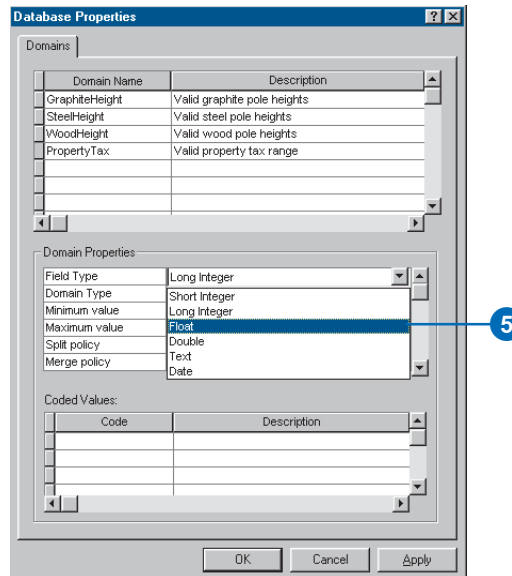 Database Properties
Domains
Domain Name Description
GraphiteHeight Valid graphite pole heights
SteelHeight Valid steel pole heights
WoodHeight Valid wood pole heights
PropertyTax Valid property tax range
Domain Properties
Field Type Long Integer
Domain Type Short Integer
Minimum value Long Integer
Maximum value Float
5
Split policy Double
Merge policy Text
Date
Coded Values:
Code Description
OK Cancel Apply